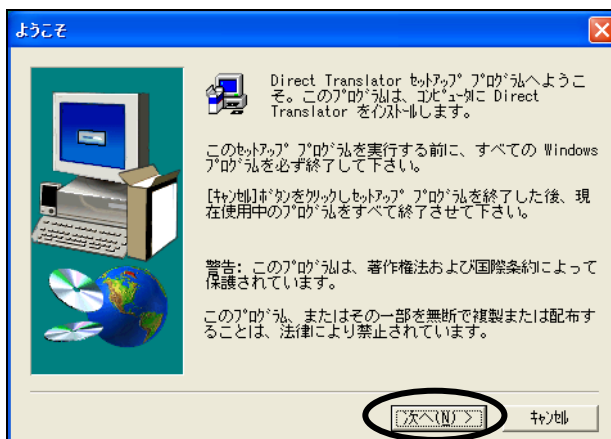 ようこそ
Direct Translator ｾｯﾄｱｯﾌﾟ ﾌﾟﾛｸﾞﾗﾑへようこ
そ。このﾌﾟﾛｸﾞﾗﾑは、ｺﾝﾋﾟｭｰﾀに Direct
Translator をｲﾝｽﾄｰﾙします。
このｾｯﾄｱｯﾌﾟ ﾌﾟﾛｸﾞﾗﾑを実行する前に、すべての Windows
ﾌﾟﾛｸﾞﾗﾑを必ず終了して下さい。
[ｷｬﾝｾﾙ]ﾎﾞﾀﾝをｸﾘｯｸしｾｯﾄｱｯﾌﾟ ﾌﾟﾛｸﾞﾗﾑを終了した後、現
在使用中のﾌﾟﾛｸﾞﾗﾑをすべて終了させて下さい。
警告: このﾌﾟﾛｸﾞﾗﾑは、著作権法および国際条約によって
保護されています。
このﾌﾟﾛｸﾞﾗﾑ、またはその一部を無断で複製または配布す
ることは、法律により禁止されています。
次へ(N) >
ｷｬﾝｾﾙ